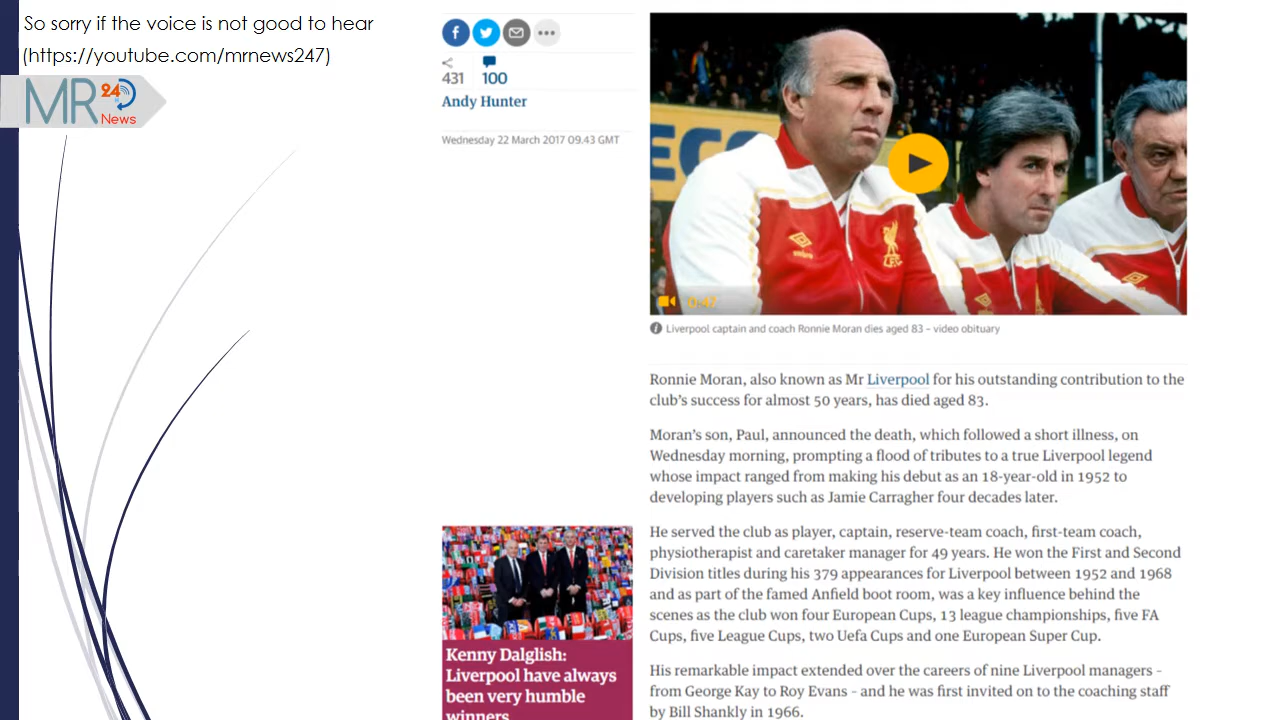 So sorry if the voice is not good to hear
(https://youtube.com/mrnews247)
MR 24
News
431 100
Andy Hunter
Wednesday 22 March 2017 09.43 GMT
umbro
L.F.C.
0:47
Liverpool captain and coach Ronnie Moran dies aged 83 – video obituary
Ronnie Moran, also known as Mr Liverpool for his outstanding contribution to the
club's success for almost 50 years, has died aged 83.
Moran's son, Paul, announced the death, which followed a short illness, on
Wednesday morning, prompting a flood of tributes to a true Liverpool legend
whose impact ranged from making his debut as an 18-year-old in 1952 to
developing players such as Jamie Carragher four decades later.
He served the club as player, captain, reserve-team coach, first-team coach,
physiotherapist and caretaker manager for 49 years. He won the First and Second
Division titles during his 379 appearances for Liverpool between 1952 and 1968
and as part of the famed Anfield boot room, was a key influence behind the
scenes as the club won four European Cups, 13 league championships, five FA
Cups, five League Cups, two Uefa Cups and one European Super Cup.
His remarkable impact extended over the careers of nine Liverpool managers –
from George Kay to Roy Evans – and he was first invited on to the coaching staff
by Bill Shankly in 1966.
Kenny Dalglish:
Liverpool have always
been very humble
winners